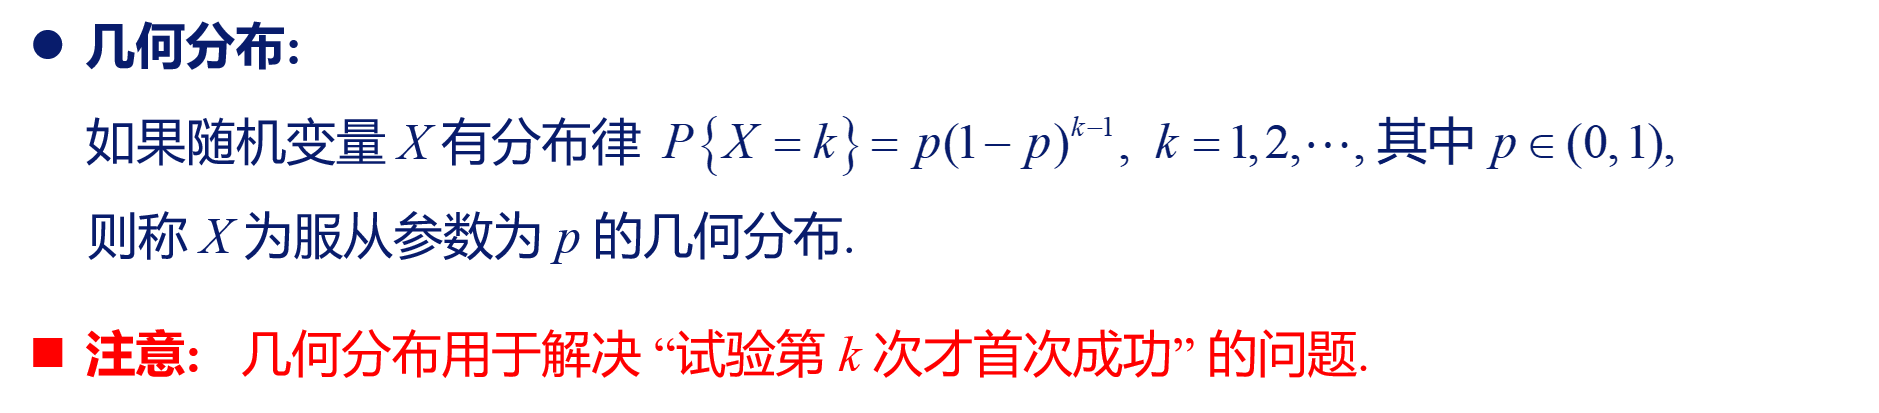 ● 几何分布:
如果随机变量 X 有分布律 P{X = k} = p(1 − p)^{k−1}, k = 1, 2, ⋯, 其中 p ∈ (0, 1),
则称 X 为服从参数为 p 的几何分布.
■ 注意: 几何分布用于解决 “试验第 k 次才首次成功” 的问题.